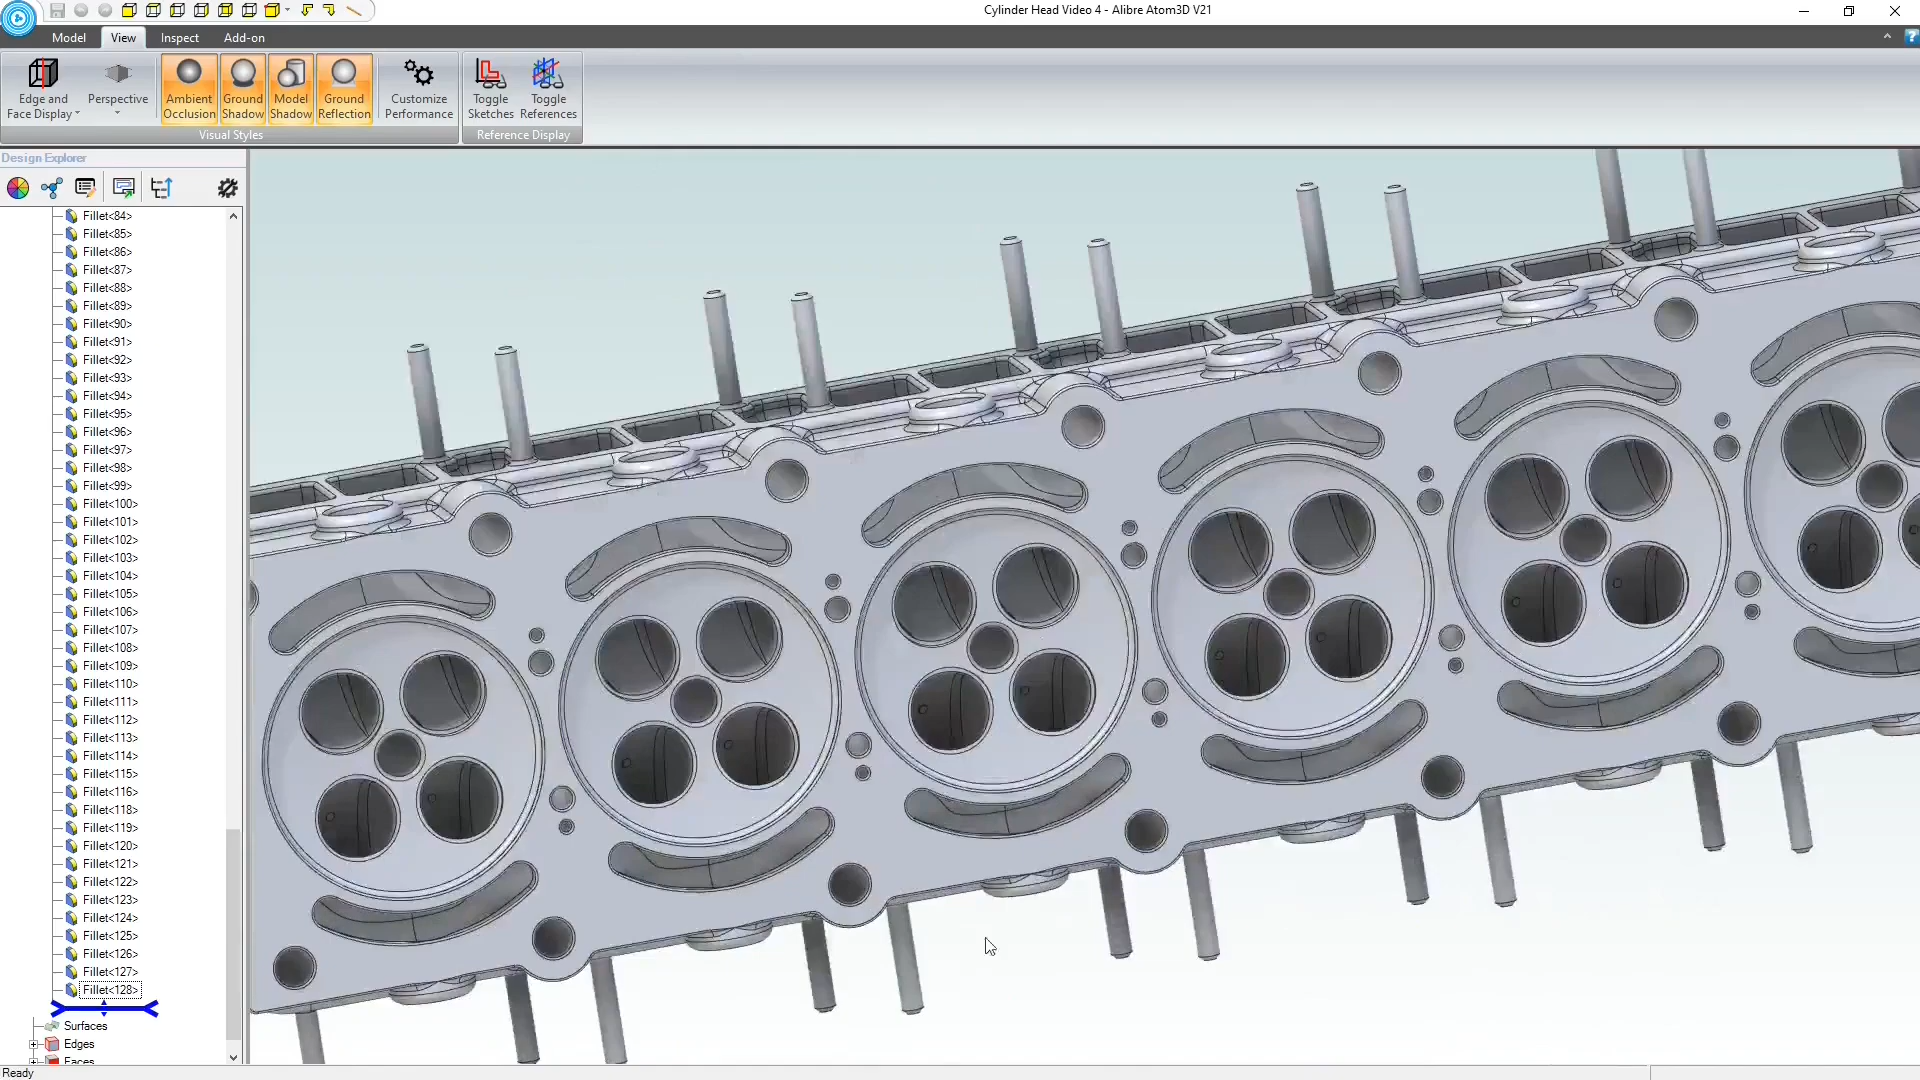 Cylinder Head Video 4 - Alibre Atom3D V21
Model View Inspect Add-on
?
Edge and Face Display
Perspective
Ambient Occlusion
Ground Shadow
Model Shadow
Ground Reflection
Customize Performance
Toggle Sketches
Toggle References
Visual Styles
Reference Display
Design Explorer
Fillet<84>
Fillet<85>
Fillet<86>
Fillet<87>
Fillet<88>
Fillet<89>
Fillet<90>
Fillet<91>
Fillet<92>
Fillet<93>
Fillet<94>
Fillet<95>
Fillet<96>
Fillet<97>
Fillet<98>
Fillet<99>
Fillet<100>
Fillet<101>
Fillet<102>
Fillet<103>
Fillet<104>
Fillet<105>
Fillet<106>
Fillet<107>
Fillet<108>
Fillet<109>
Fillet<110>
Fillet<111>
Fillet<112>
Fillet<113>
Fillet<114>
Fillet<115>
Fillet<116>
Fillet<118>
Fillet<119>
Fillet<120>
Fillet<121>
Fillet<122>
Fillet<123>
Fillet<124>
Fillet<125>
Fillet<126>
Fillet<127>
Fillet<128>
Surfaces
Edges
Faces
Ready